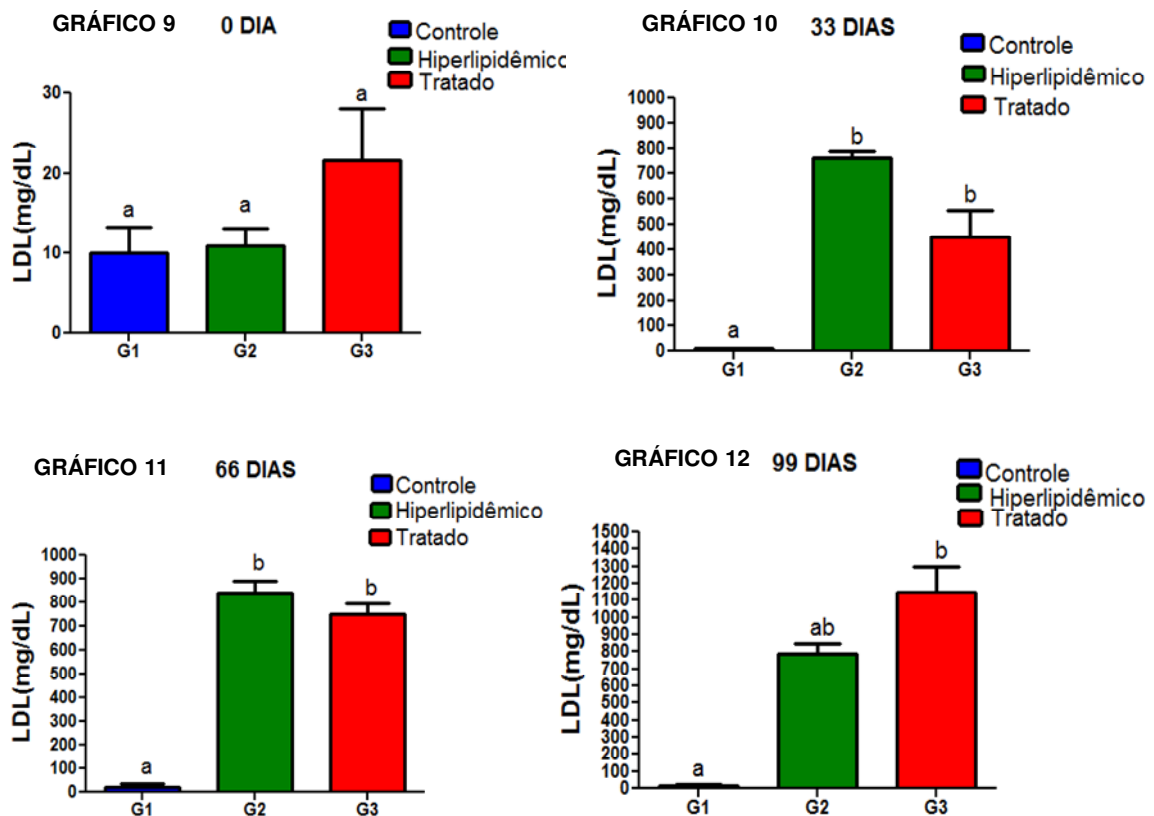 GRÁFICO 9
0 DIA
Controle
Hiperlipidêmico
Tratado
LDL(mg/dL)
30
20
10
0
a
a
a
G1
G2
G3
GRÁFICO 10
33 DIAS
Controle
Hiperlipidêmico
Tratado
LDL(mg/dL)
1000
900
800
700
600
500
400
300
200
100
0
a
b
b
G1
G2
G3
GRÁFICO 11
66 DIAS
Controle
Hiperlipidêmico
Tratado
LDL(mg/dL)
1000
900
800
700
600
500
400
300
200
100
0
a
b
b
G1
G2
G3
GRÁFICO 12
99 DIAS
Controle
Hiperlipidêmico
Tratado
LDL(mg/dL)
1500
1400
1300
1200
1100
1000
900
800
700
600
500
400
300
200
100
0
a
ab
b
G1
G2
G3